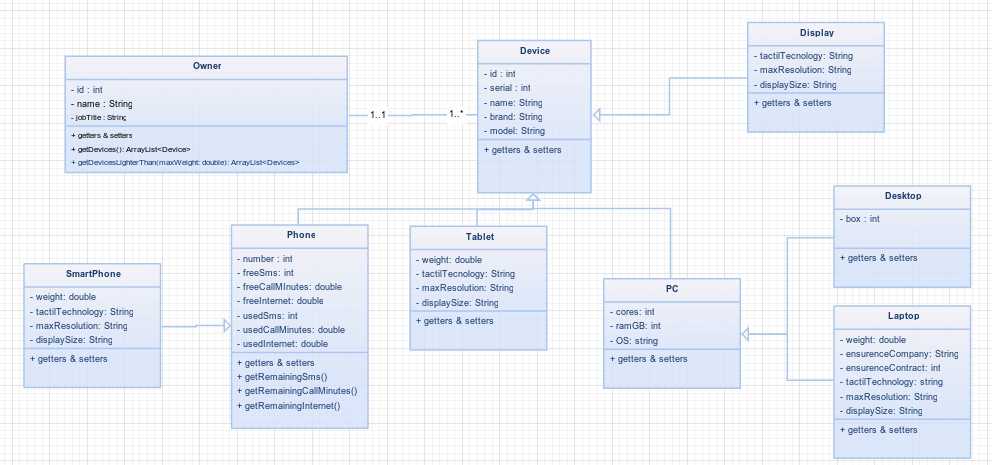 Owner
- id : int
- name : String
- jobTitle : String
+ getters & setters
+ getDevices(): ArrayList<Device>
+ getDevicesLighterThan(maxWeight: double): ArrayList<Devices>
1..1
1..*
Device
- id : int
- serial : int
- name: String
- brand: String
- model: String
+ getters & setters
Display
- tactilTecnology: String
- maxResolution: String
- displaySize: String
+ getters & setters
SmartPhone
- weight: double
- tactilTechnology: String
- maxResolution: String
- displaySize: String
+ getters & setters
Phone
- number : int
- freeSms: int
- freeCallMInutes: double
- freeInternet: double
- usedSms: int
- usedCallMinutes: double
- usedInternet: double
+ getters & setters
+ getRemainingSms()
+ getRemainingCallMinutes()
+ getRemainingInternet()
Tablet
- weight: double
- tactilTecnology: String
- maxResolution: String
- displaySize: String
+ getters & setters
PC
- cores: int
- ramGB: int
- OS: string
+ getters & setters
Desktop
- box : int
+ getters & setters
Laptop
- weight: double
- ensurenceCompany: String
- ensurenceContract: int
- tactilTechnology: string
- maxResolution: String
- displaySize: String
+ getters & setters